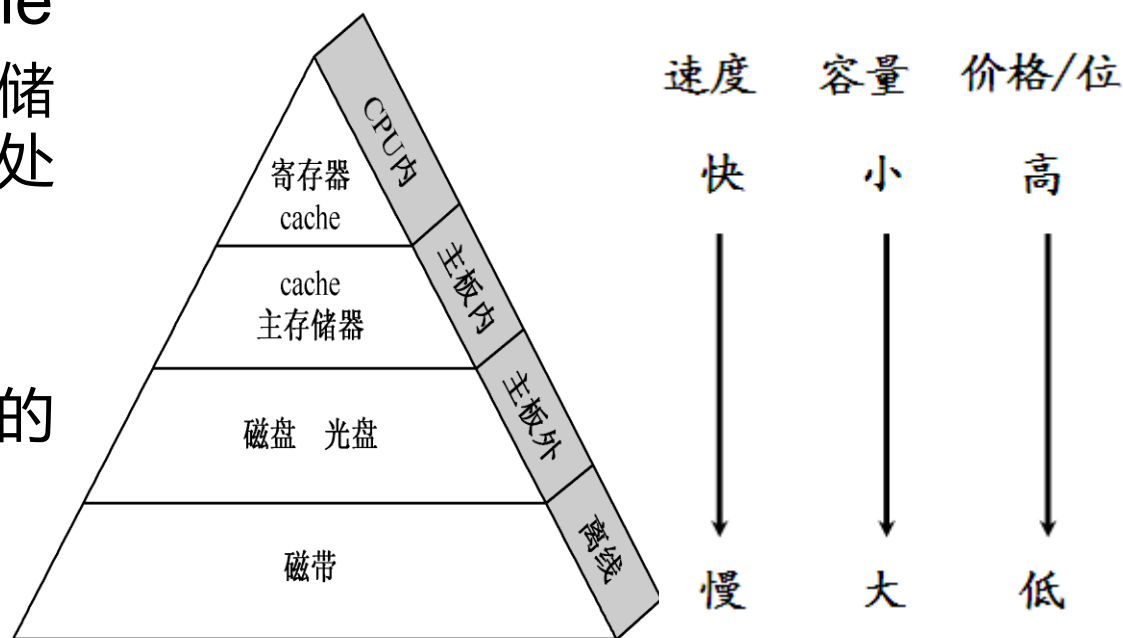 le
储
处
的
寄存器
cache
cache
主存储器
磁盘 光盘
磁带
CPU内
主板内
主板外
离线
速度 容量 价格/位
快 小 高
慢 大 低